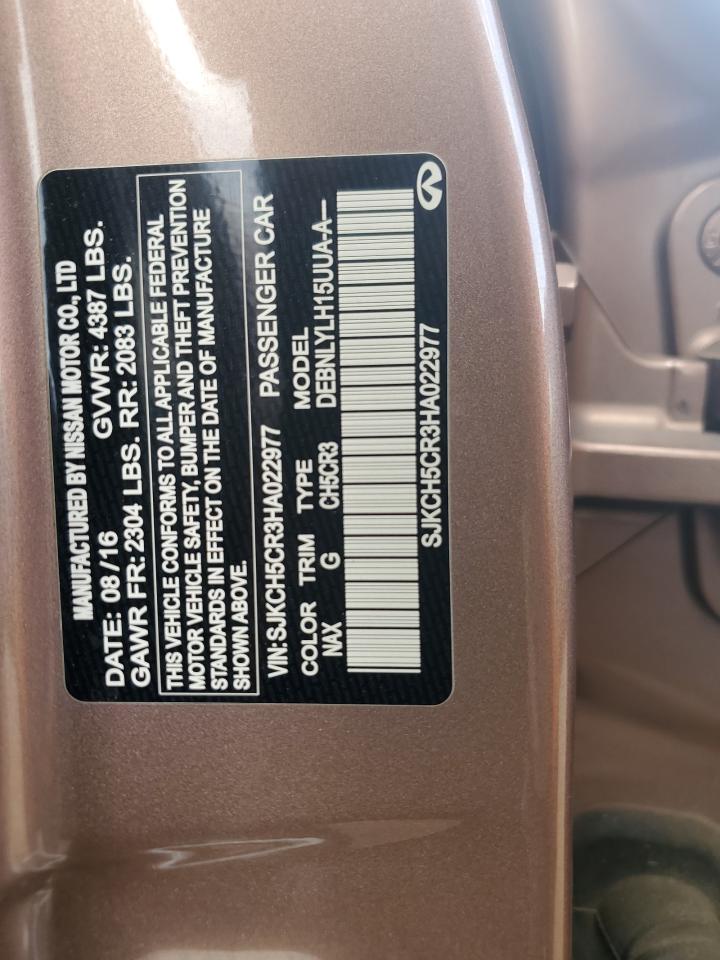 MANUFACTURED BY NISSAN MOTOR CO., LTD
DATE: 08/16 GVWR: 4387 LBS.
GAWR FR: 2304 LBS. RR: 2083 LBS.
THIS VEHICLE CONFORMS TO ALL APPLICABLE FEDERAL
MOTOR VEHICLE SAFETY, BUMPER AND THEFT PREVENTION
STANDARDS IN EFFECT ON THE DATE OF MANUFACTURE
SHOWN ABOVE.
VIN: SJKCH5CR3HA022977 PASSENGER CAR
COLOR TRIM TYPE MODEL
NAX G CH5CR3 DEBNLYLH15UUA-A—
SJKCH5CR3HA022977